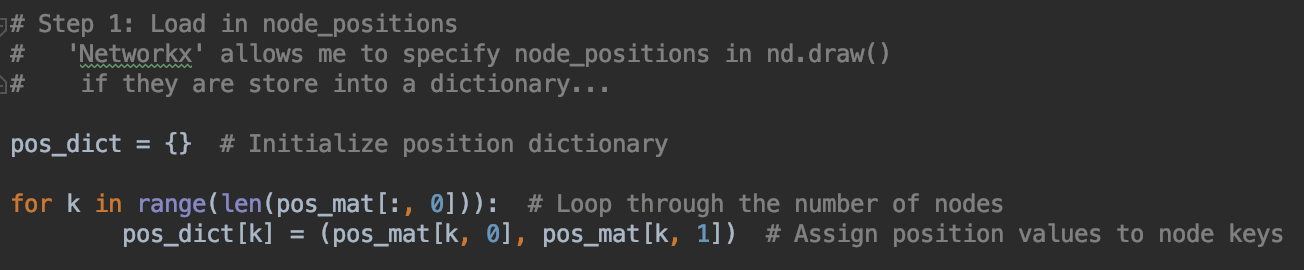 # Step 1: Load in node_positions
#   'Networkx' allows me to specify node_positions in nd.draw()
#    if they are store into a dictionary...
pos_dict = {}  # Initialize position dictionary
for k in range(len(pos_mat[:, 0])):  # Loop through the number of nodes
        pos_dict[k] = (pos_mat[k, 0], pos_mat[k, 1])  # Assign position values to node keys